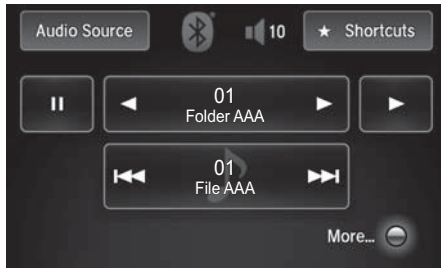 Audio Source
10
★ Shortcuts
01
Folder AAA
01
File AAA
More...